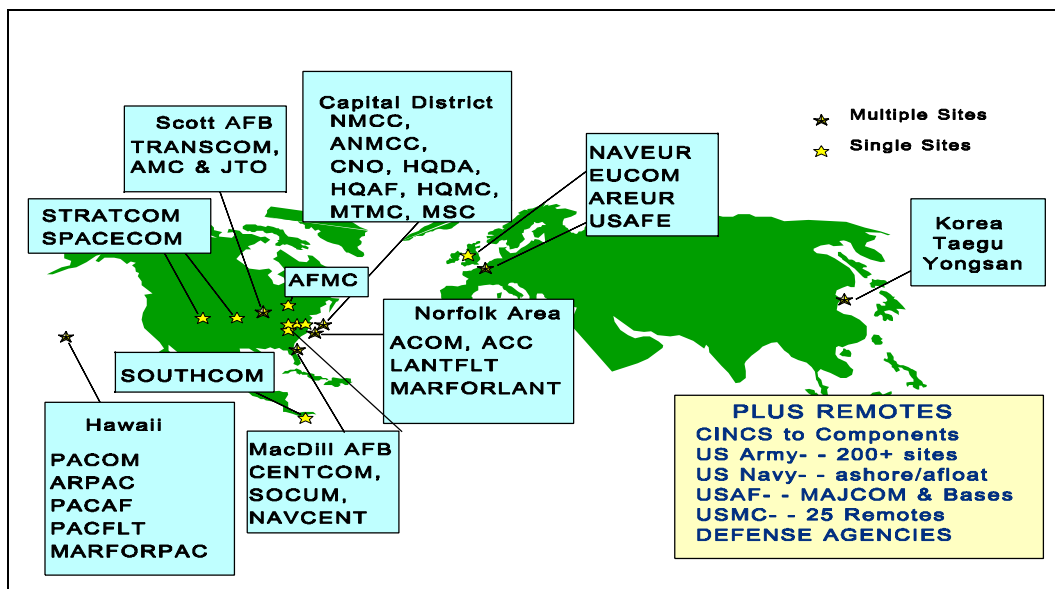 Capital District
NMCC,
ANMCC,
CNO, HQDA,
HQAF, HQMC,
MTMC, MSC
Scott AFB
TRANSCOM,
AMC & JTO
STRATCOM
SPACECOM
AFMC
NAVEUR
EUCOM
AREUR
USAFE
Multiple Sites
Single Sites
Korea
Taegu
Yongsan
Norfolk Area
ACOM, ACC
LANTFLT
MARFORLANT
SOUTHCOM
Hawaii
PACOM
ARPAC
PACAF
PACFLT
MARFORPAC
MacDill AFB
CENTCOM,
SOCUM,
NAVCENT
PLUS REMOTES
CINCS to Components
US Army- - 200+ sites
US Navy- - ashore/afloat
USAF- - MAJCOM & Bases
USMC- - 25 Remotes
DEFENSE AGENCIES